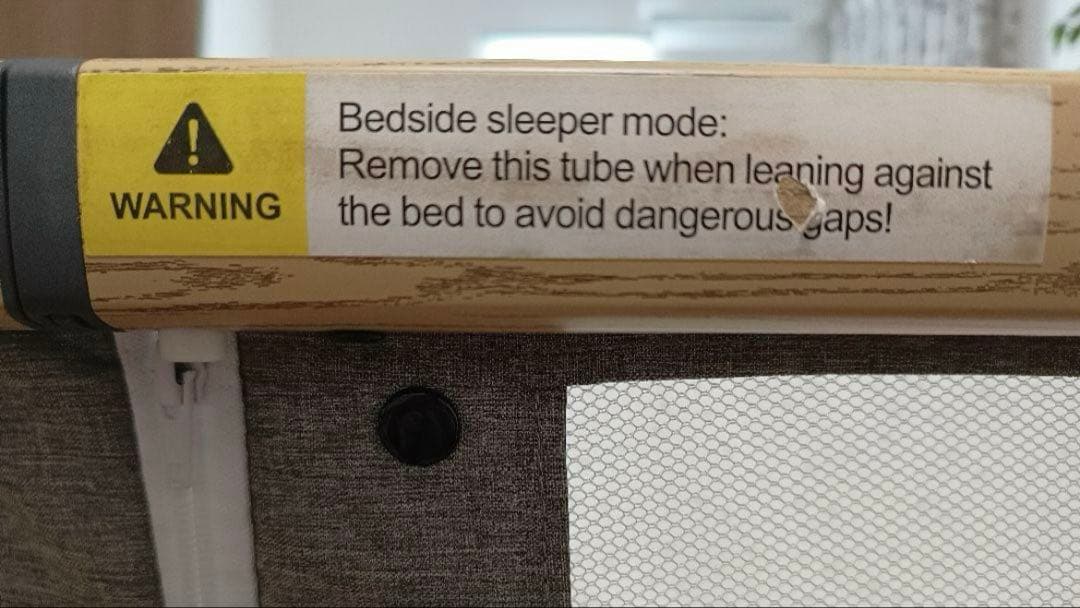 WARNING
Bedside sleeper mode:
Remove this tube when leaning against
the bed to avoid dangerous gaps!